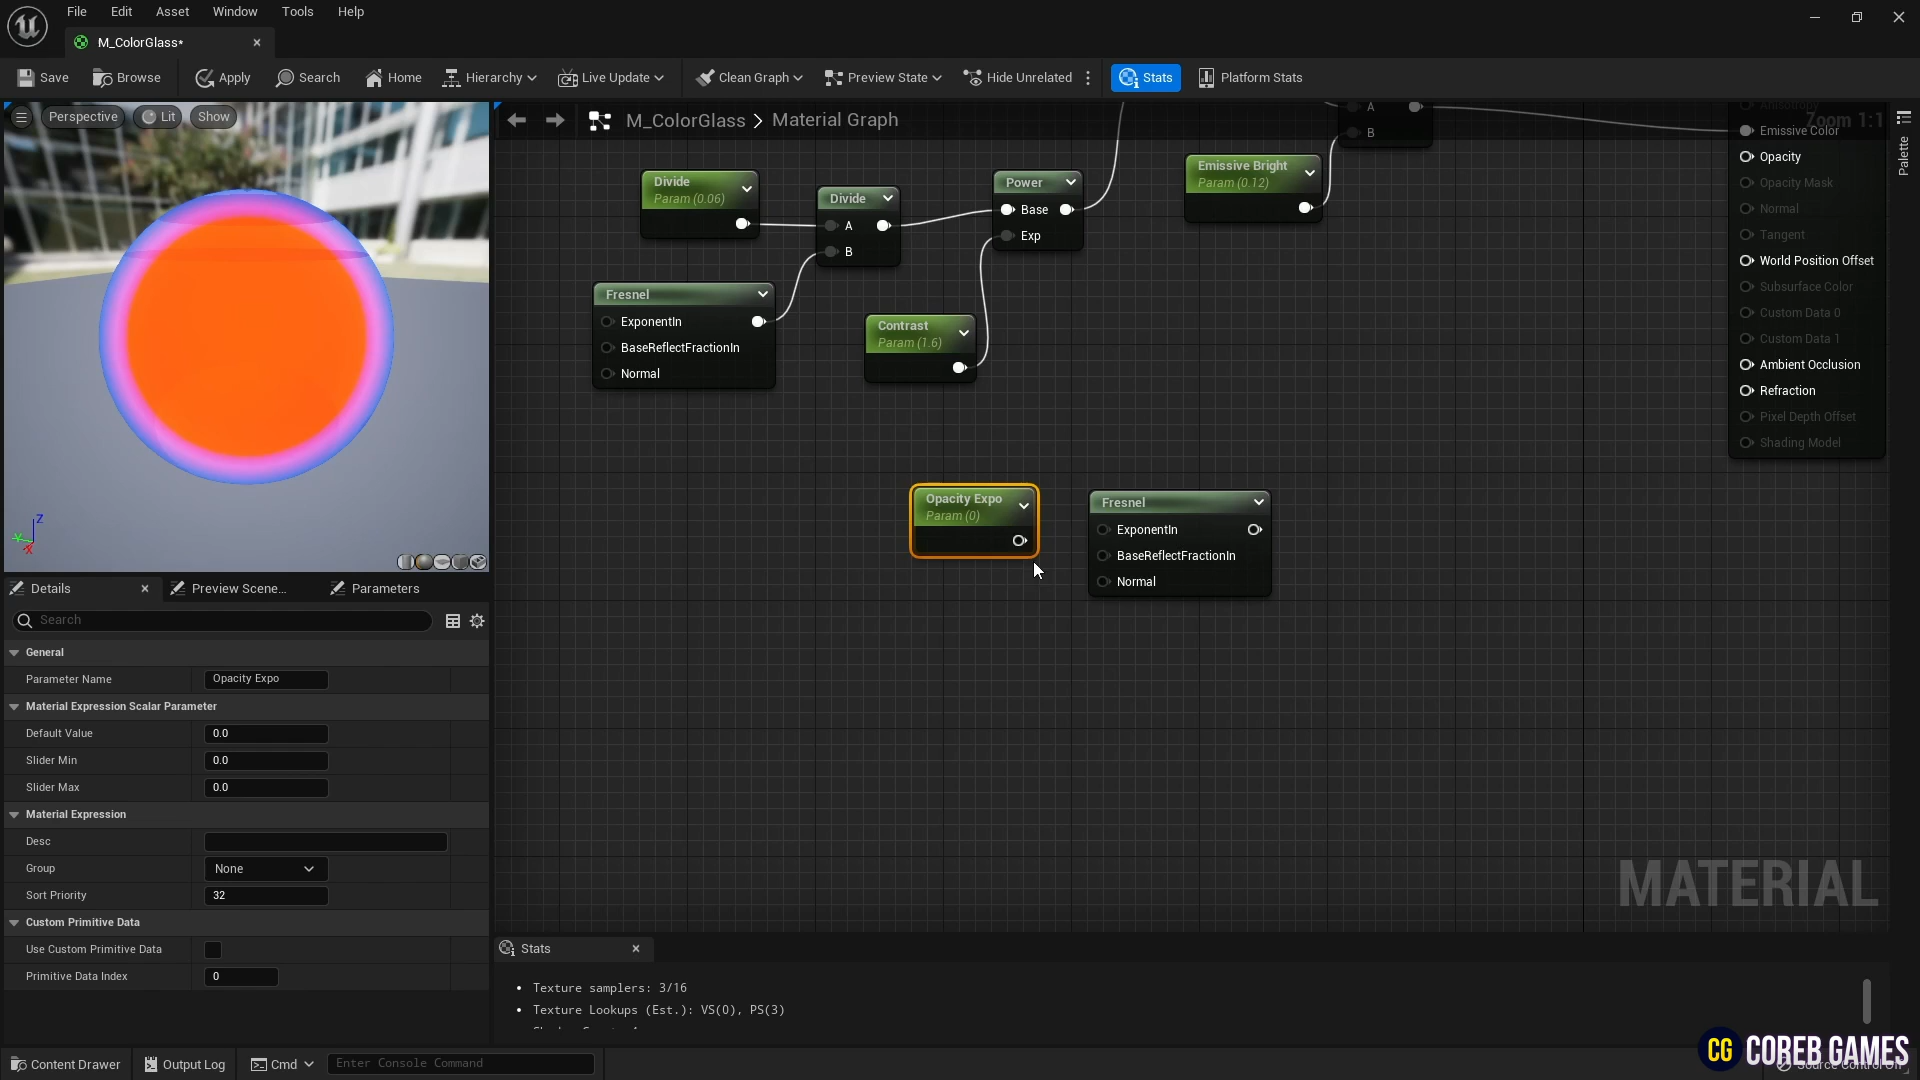 File Edit Asset Window Tools Help
M_ColorGlass*
Save Browse Apply Search Home Hierarchy Live Update Clean Graph Preview State Hide Unrelated Stats Platform Stats
Perspective Lit Show
M_ColorGlass > Material Graph
Zoom 1:1
Palette
A
B
Anisotropy
Emissive Color
Opacity
Opacity Mask
Normal
Tangent
World Position Offset
Subsurface Color
Custom Data 0
Custom Data 1
Ambient Occlusion
Refraction
Pixel Depth Offset
Shading Model
Divide
Param (0.06)
Divide
A
B
Power
Base
Exp
Emissive Bright
Param (0.12)
Fresnel
ExponentIn
BaseReflectFractionIn
Normal
Contrast
Param (1.6)
Opacity Expo
Param (0)
Fresnel
ExponentIn
BaseReflectFractionIn
Normal
MATERIAL
Z
Y
X
Details Preview Scene... Parameters
Search
General
Parameter Name Opacity Expo
Material Expression Scalar Parameter
Default Value 0.0
Slider Min 0.0
Slider Max 0.0
Material Expression
Desc
Group None
Sort Priority 32
Custom Primitive Data
Use Custom Primitive Data
Primitive Data Index 0
Stats
Texture samplers: 3/16
Texture Lookups (Est.): VS(0), PS(3)
Content Drawer Output Log Cmd Enter Console Command
CG COREB GAMES
Source Control Off